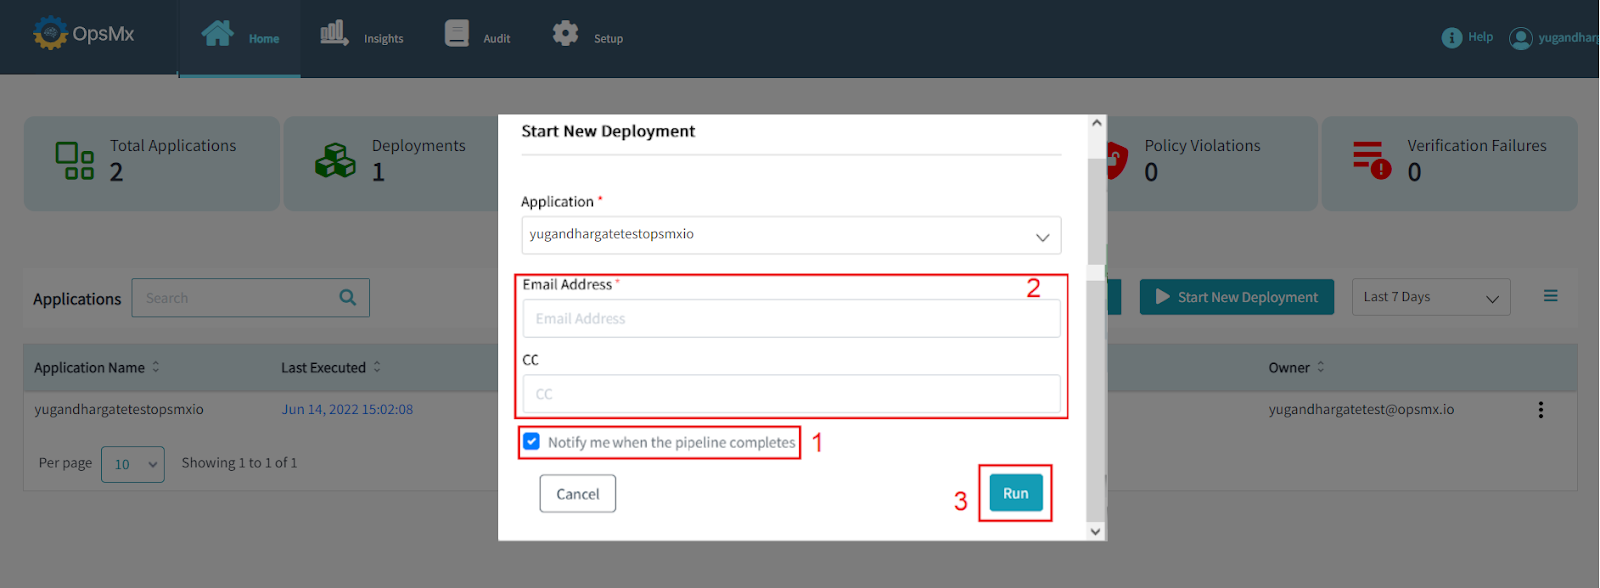 OpsMx
Home
Insights
Audit
Setup
Help
yugandharg
Total Applications
2
Deployments
1
Policy Violations
0
Verification Failures
0
Start New Deployment
Application *
yugandhargatetestopsmxio
Email Address *
2
Email Address
CC
CC
Notify me when the pipeline completes
1
Cancel
3
Run
Applications
Search
Start New Deployment
Last 7 Days
Application Name
Last Executed
Owner
yugandhargatetestopsmxio
Jun 14, 2022 15:02:08
yugandhargatetest@opsmx.io
Per page
10
Showing 1 to 1 of 1